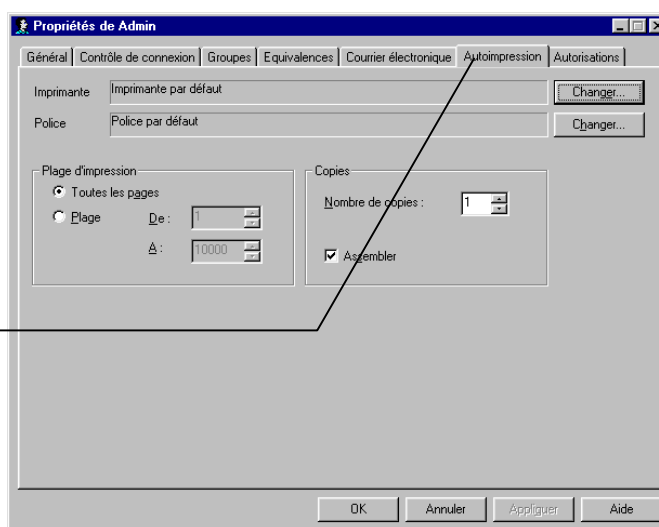 Propriétés de Admin
Général Contrôle de connexion Groupes Equivalences Courrier électronique Autoimpression Autorisations
Imprimante Imprimante par défaut Changer...
Police Police par défaut Changer...
Plage d'impression Copies
Toutes les pages Nombre de copies : 1
Plage De : 1
A : 10000 Assembler
OK Annuler Appliquer Aide